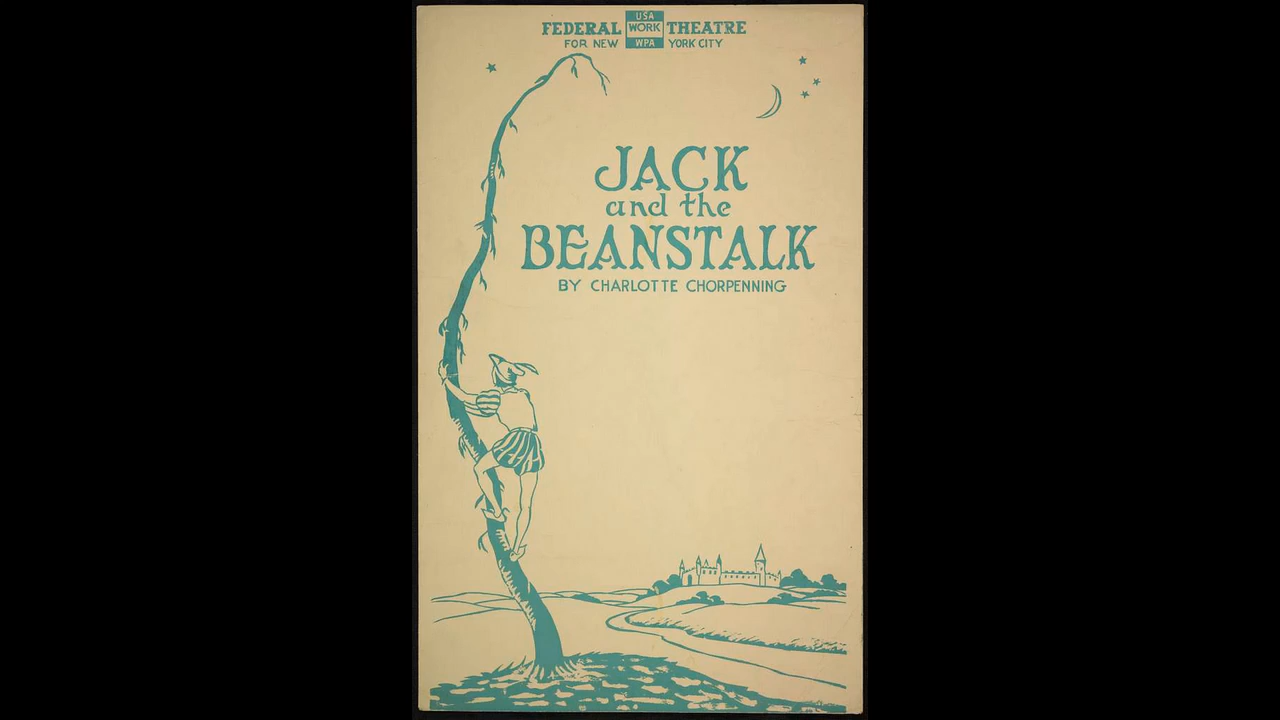 USA
FEDERAL WORK THEATRE
FOR NEW WPA YORK CITY
JACK
and the
BEANSTALK
BY CHARLOTTE CHORPENNING